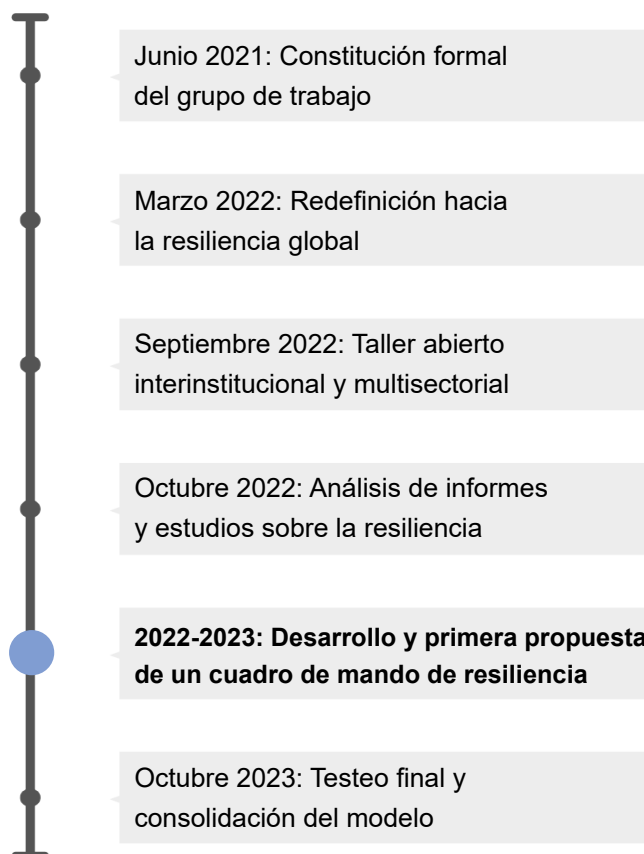 Junio 2021: Constitución formal
del grupo de trabajo
Marzo 2022: Redefinición hacia
la resiliencia global
Septiembre 2022: Taller abierto
interinstitucional y multisectorial
Octubre 2022: Análisis de informes
y estudios sobre la resiliencia
2022-2023: Desarrollo y primera propuesta
de un cuadro de mando de resiliencia
Octubre 2023: Testeo final y
consolidación del modelo